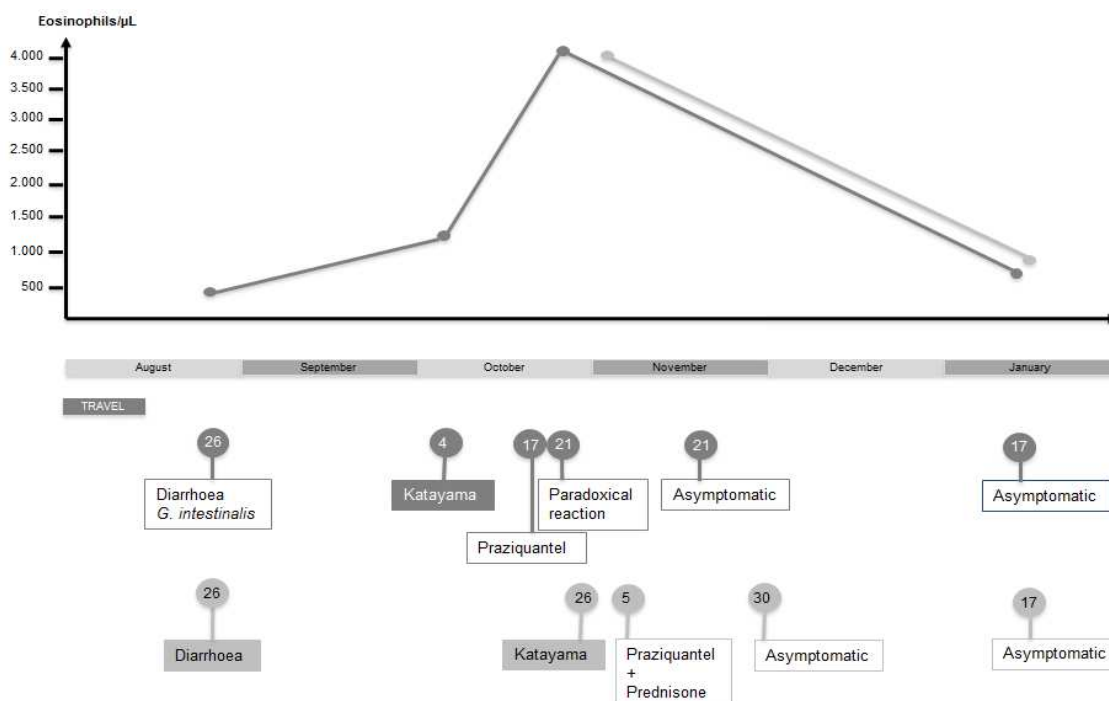 Eosinophils/µL
4.000
3.500
3.000
2.500
2.000
1.500
1.000
500
August September October November December January
TRAVEL
26 4 17 21 21 17
Diarrhoea
G. intestinalis
Katayama
Paradoxical
reaction
Asymptomatic
Asymptomatic
Praziquantel
26 26 5 30 17
Diarrhoea
Katayama
Praziquantel
+
Prednisone
Asymptomatic
Asymptomatic